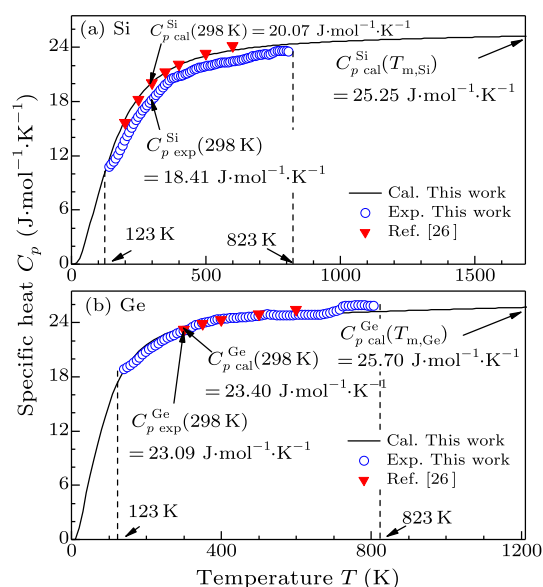 Specific heat C_p (J·mol⁻¹·K⁻¹)
(a) Si
C_p cal^Si(298 K) = 20.07 J·mol⁻¹·K⁻¹
C_p cal^Si(T_m,Si)
= 25.25 J·mol⁻¹·K⁻¹
C_p exp^Si(298 K)
= 18.41 J·mol⁻¹·K⁻¹
Cal. This work
Exp. This work
Ref. [26]
123 K
823 K
30
24
18
12
6
0
0
500
1000
1500
(b) Ge
C_p cal^Ge(T_m,Ge)
= 25.70 J·mol⁻¹·K⁻¹
C_p cal^Ge(298 K)
= 23.40 J·mol⁻¹·K⁻¹
C_p exp^Ge(298 K)
= 23.09 J·mol⁻¹·K⁻¹
Cal. This work
Exp. This work
Ref. [26]
123 K
823 K
30
24
18
12
6
0
0
400
800
1200
Temperature T (K)